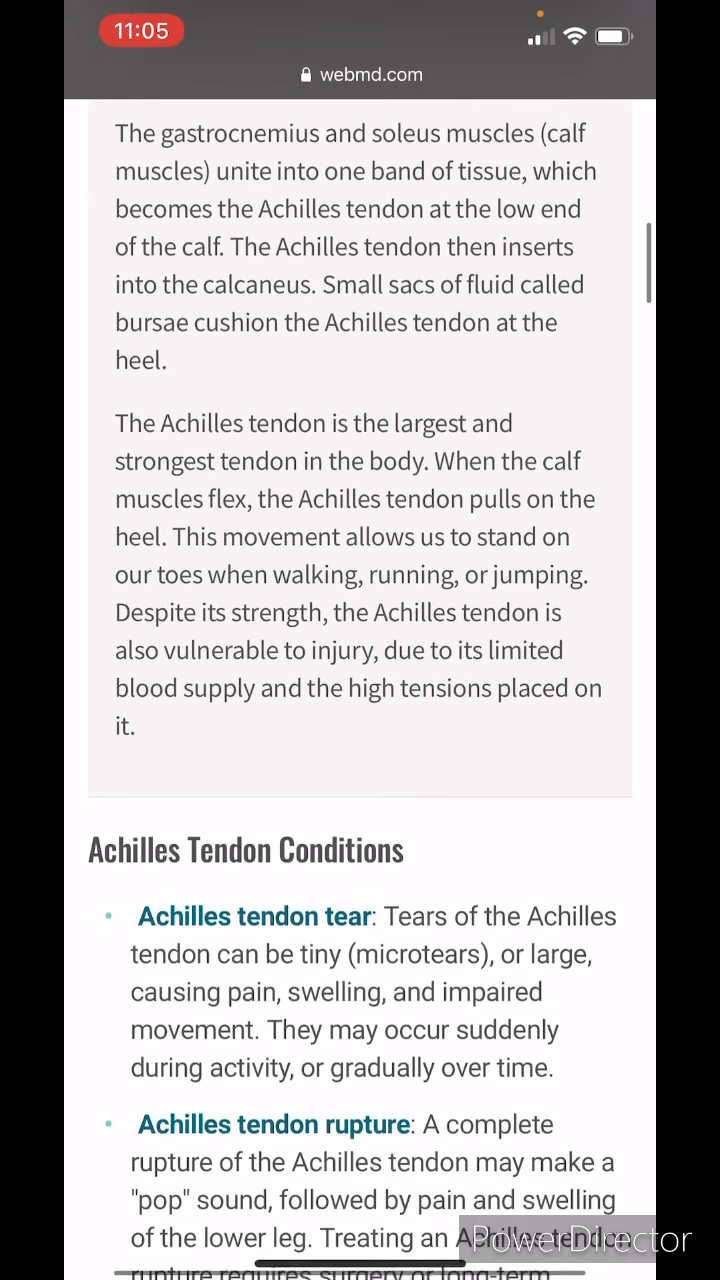 11:05
webmd.com
The gastrocnemius and soleus muscles (calf
muscles) unite into one band of tissue, which
becomes the Achilles tendon at the low end
of the calf. The Achilles tendon then inserts
into the calcaneus. Small sacs of fluid called
bursae cushion the Achilles tendon at the
heel.
The Achilles tendon is the largest and
strongest tendon in the body. When the calf
muscles flex, the Achilles tendon pulls on the
heel. This movement allows us to stand on
our toes when walking, running, or jumping.
Despite its strength, the Achilles tendon is
also vulnerable to injury, due to its limited
blood supply and the high tensions placed on
it.
Achilles Tendon Conditions
• Achilles tendon tear: Tears of the Achilles
tendon can be tiny (microtears), or large,
causing pain, swelling, and impaired
movement. They may occur suddenly
during activity, or gradually over time.
• Achilles tendon rupture: A complete
rupture of the Achilles tendon may make a
"pop" sound, followed by pain and swelling
of the lower leg. Treating an Achilles tendon
PowerDirector
rupture requires surgery or long-term